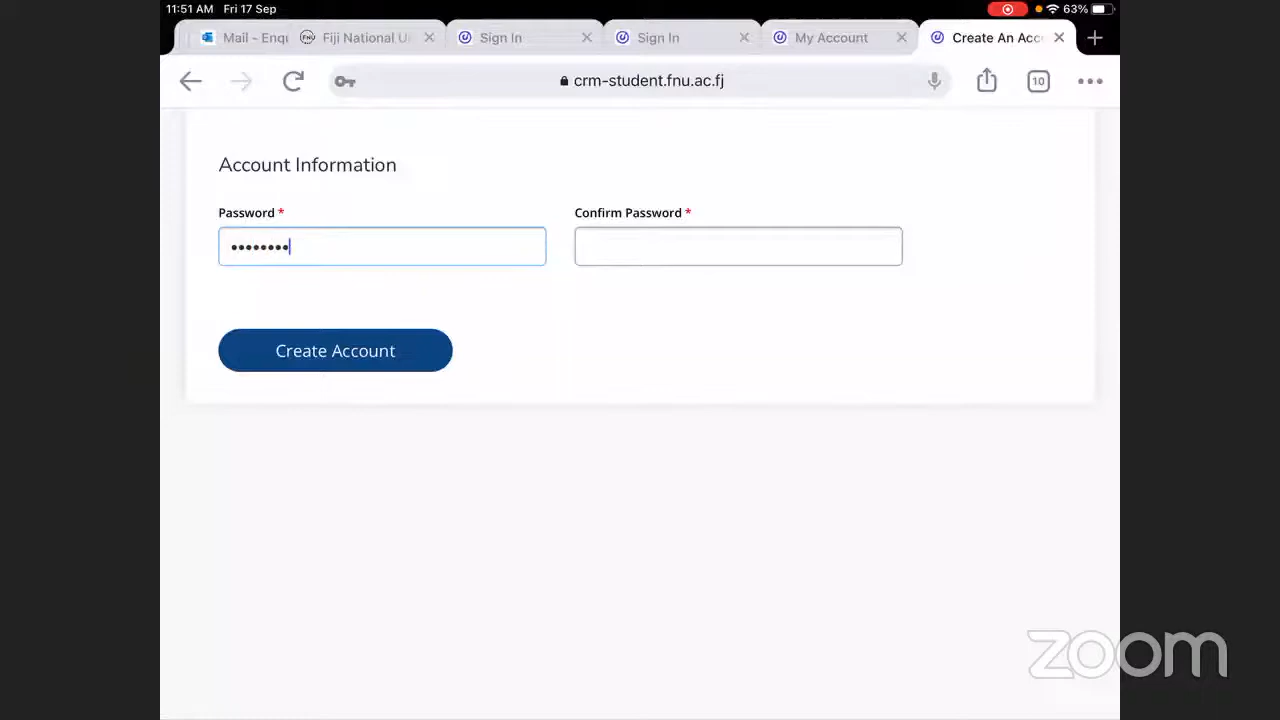 11:51 AM Fri 17 Sep 63%
Mail - Enqu Fiji National U Sign In Sign In My Account Create An Acc
crm-student.fnu.ac.fj 10
Account Information
Password * Confirm Password *
••••••••
Create Account
zoom